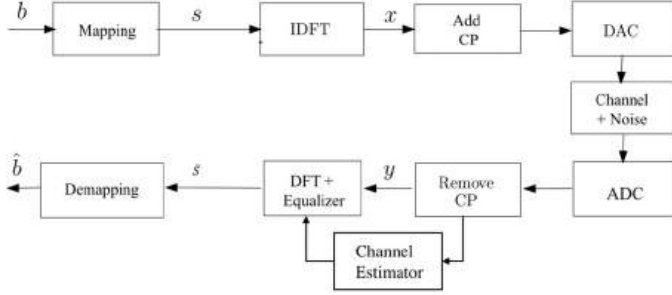 b s x
Mapping IDFT Add CP DAC
Channel
+ Noise
b̂ s y
Demapping DFT + Equalizer Remove CP ADC
Channel
Estimator